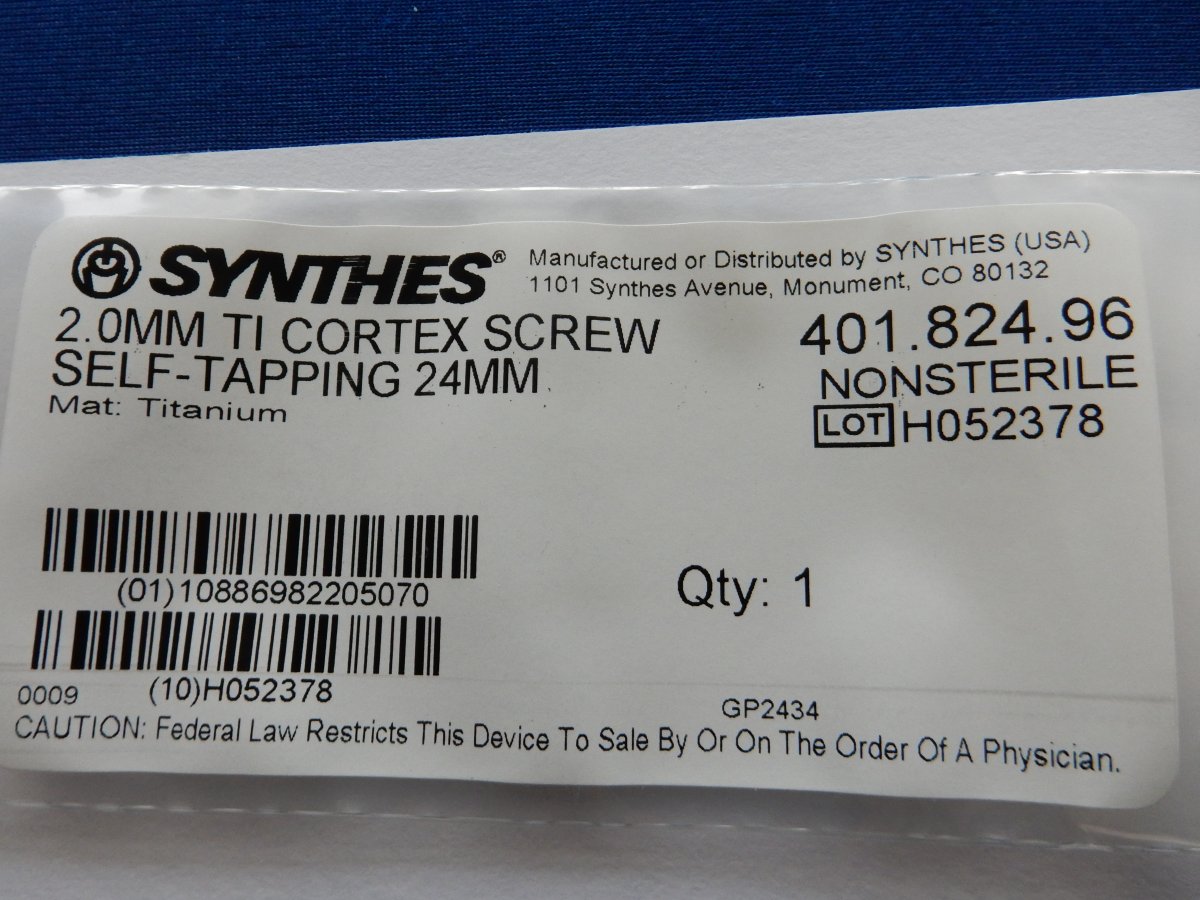 SYNTHES® Manufactured or Distributed by SYNTHES (USA)
1101 Synthes Avenue, Monument, CO 80132
2.0MM TI CORTEX SCREW
SELF-TAPPING 24MM
Mat: Titanium
401.824.96
NONSTERILE
LOT H052378
(01)10886982205070
Qty: 1
(10)H052378
0009
GP2434
CAUTION: Federal Law Restricts This Device To Sale By Or On The Order Of A Physician.